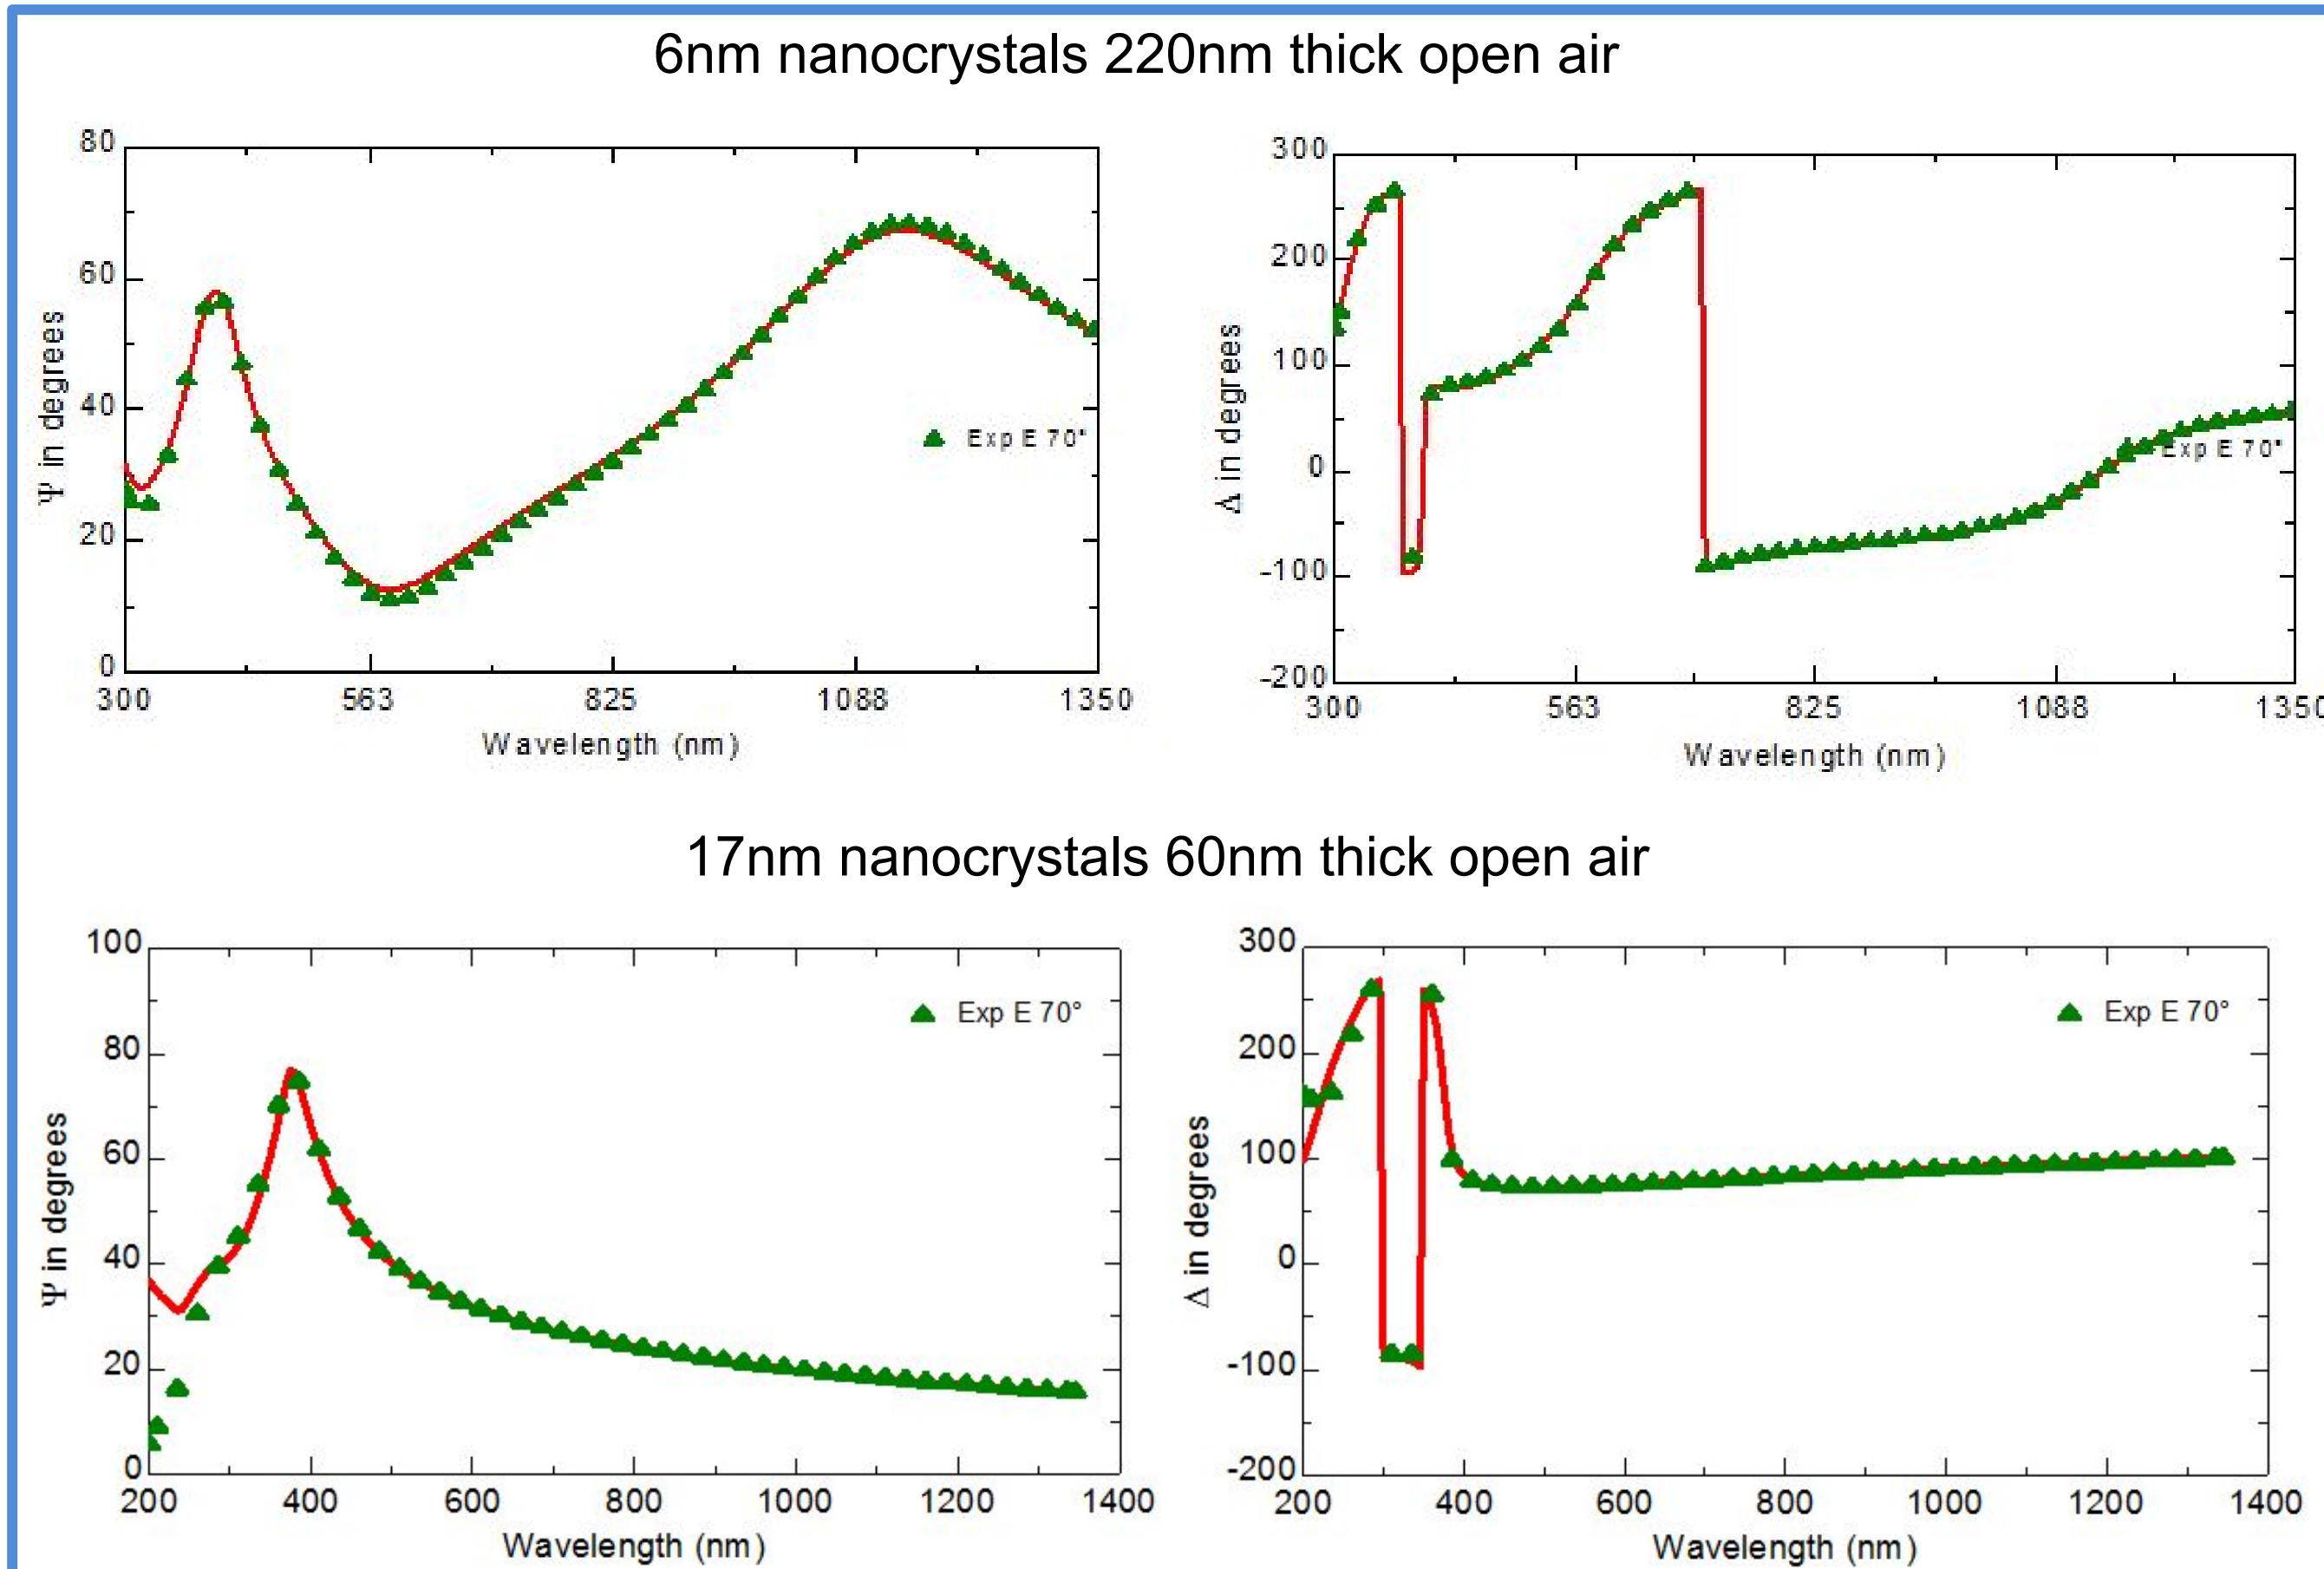 6nm nanocrystals 220nm thick open air
80
60
40
20
0
Ψ in degrees
Exp E 70°
300 563 825 1088 1350
Wavelength (nm)
300
200
100
0
-100
-200
Δ in degrees
Exp E 70°
300 563 825 1088 1350
Wavelength (nm)
17nm nanocrystals 60nm thick open air
100
80
60
40
20
0
Ψ in degrees
Exp E 70°
200 400 600 800 1000 1200 1400
Wavelength (nm)
300
200
100
0
-100
-200
Δ in degrees
Exp E 70°
200 400 600 800 1000 1200 1400
Wavelength (nm)